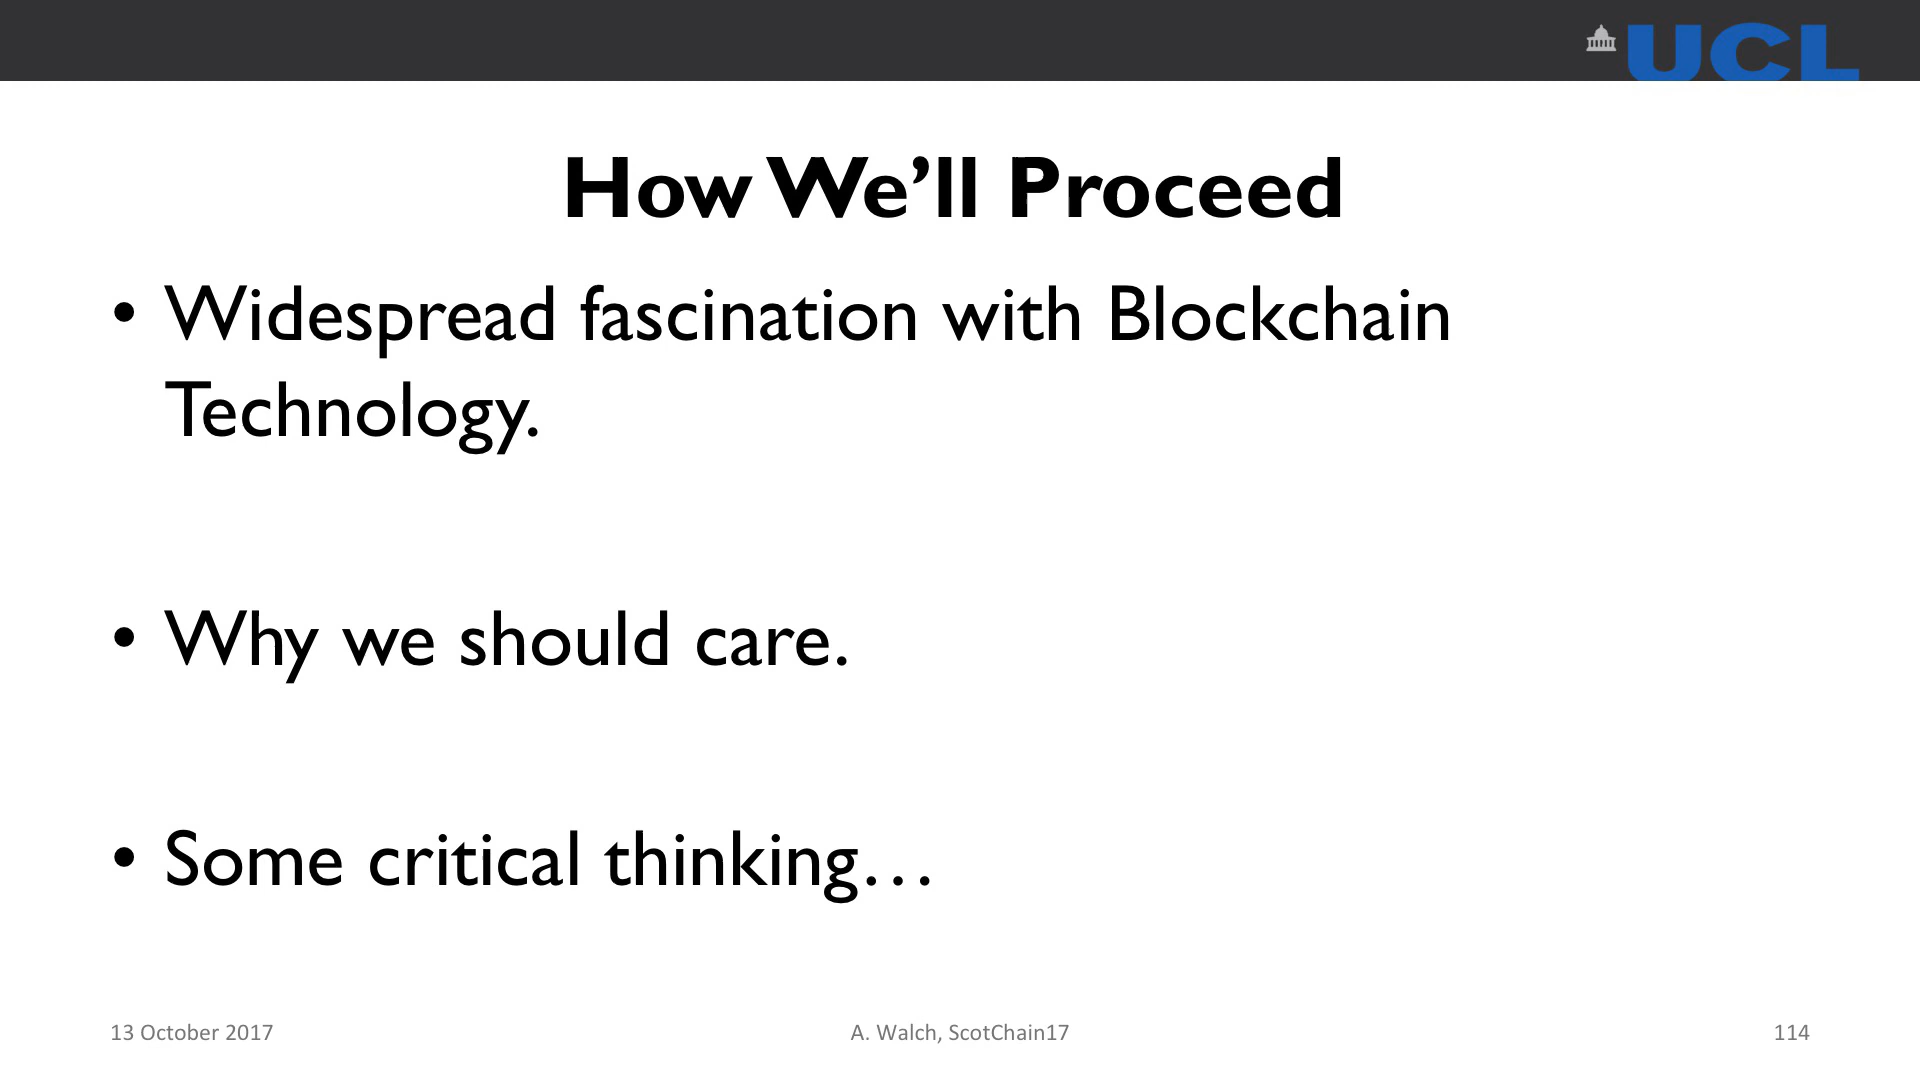 UCL
How We’ll Proceed
• Widespread fascination with Blockchain
Technology.
• Why we should care.
• Some critical thinking…
13 October 2017
A. Walch, ScotChain17
114